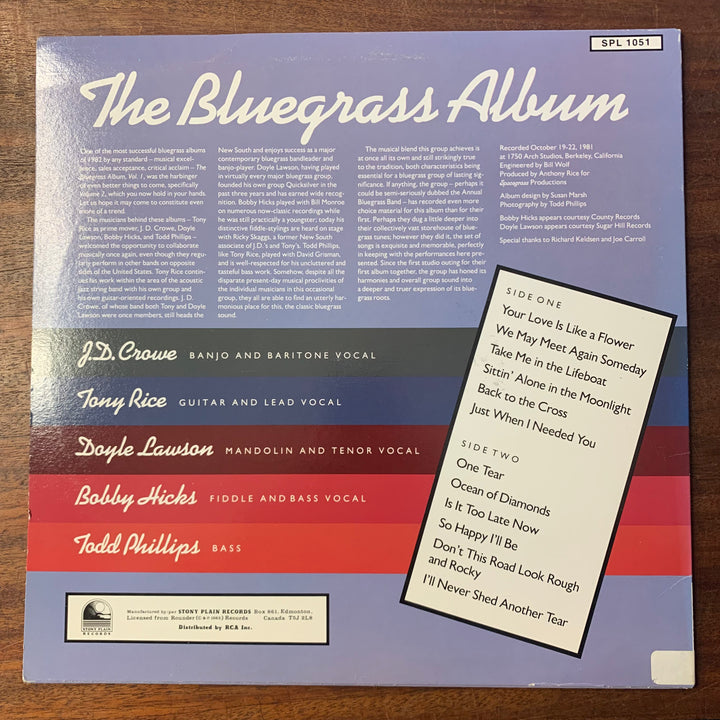 SPL 1051
The Bluegrass Album
One of the most successful bluegrass albums
of 1982 by any standard – musical excel-
lence, sales acceptance, critical acclaim – The
Bluegrass Album, Vol. 1, was the harbinger
of even better things to come, specifically
Volume 2, which you now hold in your hands.
Let us hope it may come to constitute even
more of a trend.
The musicians behind these albums – Tony
Rice as prime mover, J. D. Crowe, Doyle
Lawson, Bobby Hicks, and Todd Phillips –
welcomed the opportunity to collaborate
musically once again, even though they regu-
larly perform in other bands on opposite
sides of the United States. Tony Rice contin-
ues his work within the area of the acoustic
jazz string band with his own group and
his own guitar-oriented recordings. J. D.
Crowe, of whose band both Tony and Doyle
Lawson were once members, still heads the
New South and enjoys success as a major
contemporary bluegrass bandleader and
banjo-player. Doyle Lawson, having played
in virtually every major bluegrass group,
founded his own group Quicksilver in the
past three years and has earned wide recog-
nition. Bobby Hicks played with Bill Monroe
on numerous now-classic recordings while
he was still practically a youngster; today his
distinctive fiddle-stylings are heard on stage
with Ricky Skaggs, a former New South
associate of J.D.'s and Tony's. Todd Phillips,
like Tony Rice, played with David Grisman,
and is well-respected for his uncluttered and
tasteful bass work. Somehow, despite all the
disparate present-day musical proclivities of
the individual musicians in this occasional
group, they all are able to find an utterly har-
monious place for this, the classic bluegrass
sound.
The musical blend this group achieves is
at once all its own and still strikingly true
to the tradition, both characteristics being
essential for a bluegrass group of lasting sig-
nificance. If anything, the group – perhaps it
could be semi-seriously dubbed the Annual
Bluegrass Band – has recorded even more
choice material for this album than for their
first. Perhaps they dug a little deeper into
their collectively vast storehouse of blue-
grass tunes; however they did it, the set of
songs is exquisite and memorable, perfectly
in keeping with the performances here pre-
sented. Since the first studio outing for their
first album together, the group has honed its
harmonies and overall group sound into
a deeper and truer expression of its blue-
grass roots.
Recorded October 19-22, 1981
at 1750 Arch Studios, Berkeley, California
Engineered by Bill Wolf
Produced by Anthony Rice for
Spacegrass Productions
Album design by Susan Marsh
Photography by Todd Phillips
Bobby Hicks appears courtesy County Records
Doyle Lawson appears courtesy Sugar Hill Records
Special thanks to Richard Keldsen and Joe Carroll
J.D. Crowe BANJO AND BARITONE VOCAL
Tony Rice GUITAR AND LEAD VOCAL
Doyle Lawson MANDOLIN AND TENOR VOCAL
Bobby Hicks FIDDLE AND BASS VOCAL
Todd Phillips BASS
SIDE ONE
Your Love Is Like a Flower
We May Meet Again Someday
Take Me in the Lifeboat
Sittin' Alone in the Moonlight
Back to the Cross
Just When I Needed You
SIDE TWO
One Tear
Ocean of Diamonds
Is It Too Late Now
So Happy I'll Be
Don't This Road Look Rough
and Rocky
I'll Never Shed Another Tear
STONY PLAIN
RECORDS
Manufactured by/par STONY PLAIN RECORDS Box 861, Edmonton,
Licensed from Rounder (C & P 1982) Records Canada T5J 2L8
Distributed by RCA Inc.